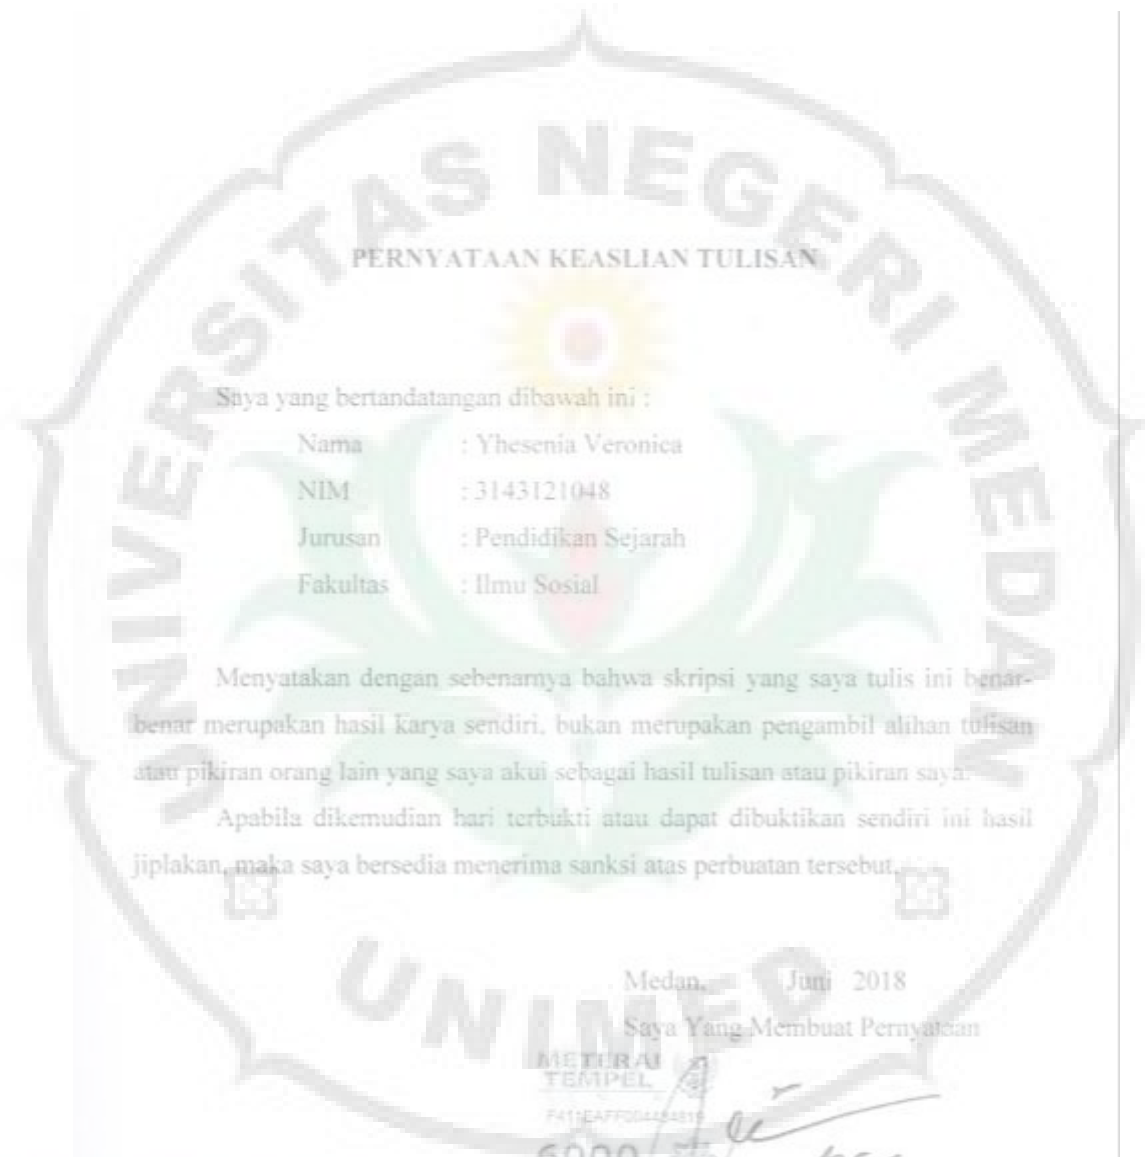 UNIVERSITAS NEGERI MEDAN
PERNYATAAN KEASLIAN TULISAN
Saya yang bertandatangan dibawah ini :
Nama : Yhesenia Veronica
NIM : 3143121048
Jurusan : Pendidikan Sejarah
Fakultas : Ilmu Sosial
Menyatakan dengan sebenarnya bahwa skripsi yang saya tulis ini benar-
benar merupakan hasil karya sendiri, bukan merupakan pengambil alihan tulisan
atau pikiran orang lain yang saya akui sebagai hasil tulisan atau pikiran saya.
Apabila dikemudian hari terbukti atau dapat dibuktikan sendiri ini hasil
jiplakan, maka saya bersedia menerima sanksi atas perbuatan tersebut.
UNIMED
Medan, Juni 2018
Saya Yang Membuat Pernyataan
METERAI
TEMPEL
6000